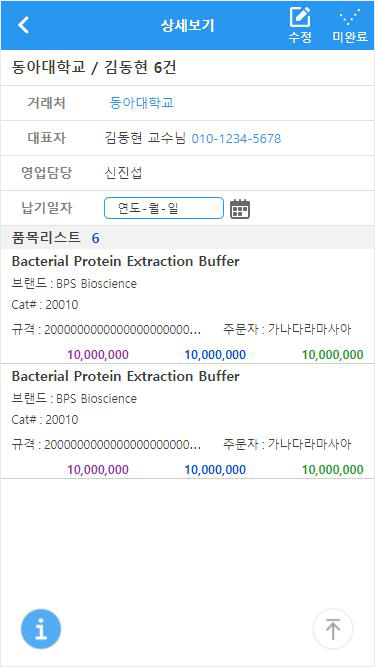 상세보기
수정
미완료
동아대학교 / 김동현 6건
거래처 동아대학교
대표자 김동현 교수님 010-1234-5678
영업담당 신진섭
납기일자 연도-월-일
품목리스트 6
Bacterial Protein Extraction Buffer
브랜드 : BPS Bioscience
Cat# : 20010
규격 : 2000000000000000000000... 주문자 : 가나다라마사아
10,000,000 10,000,000 10,000,000
Bacterial Protein Extraction Buffer
브랜드 : BPS Bioscience
Cat# : 20010
규격 : 2000000000000000000000... 주문자 : 가나다라마사아
10,000,000 10,000,000 10,000,000